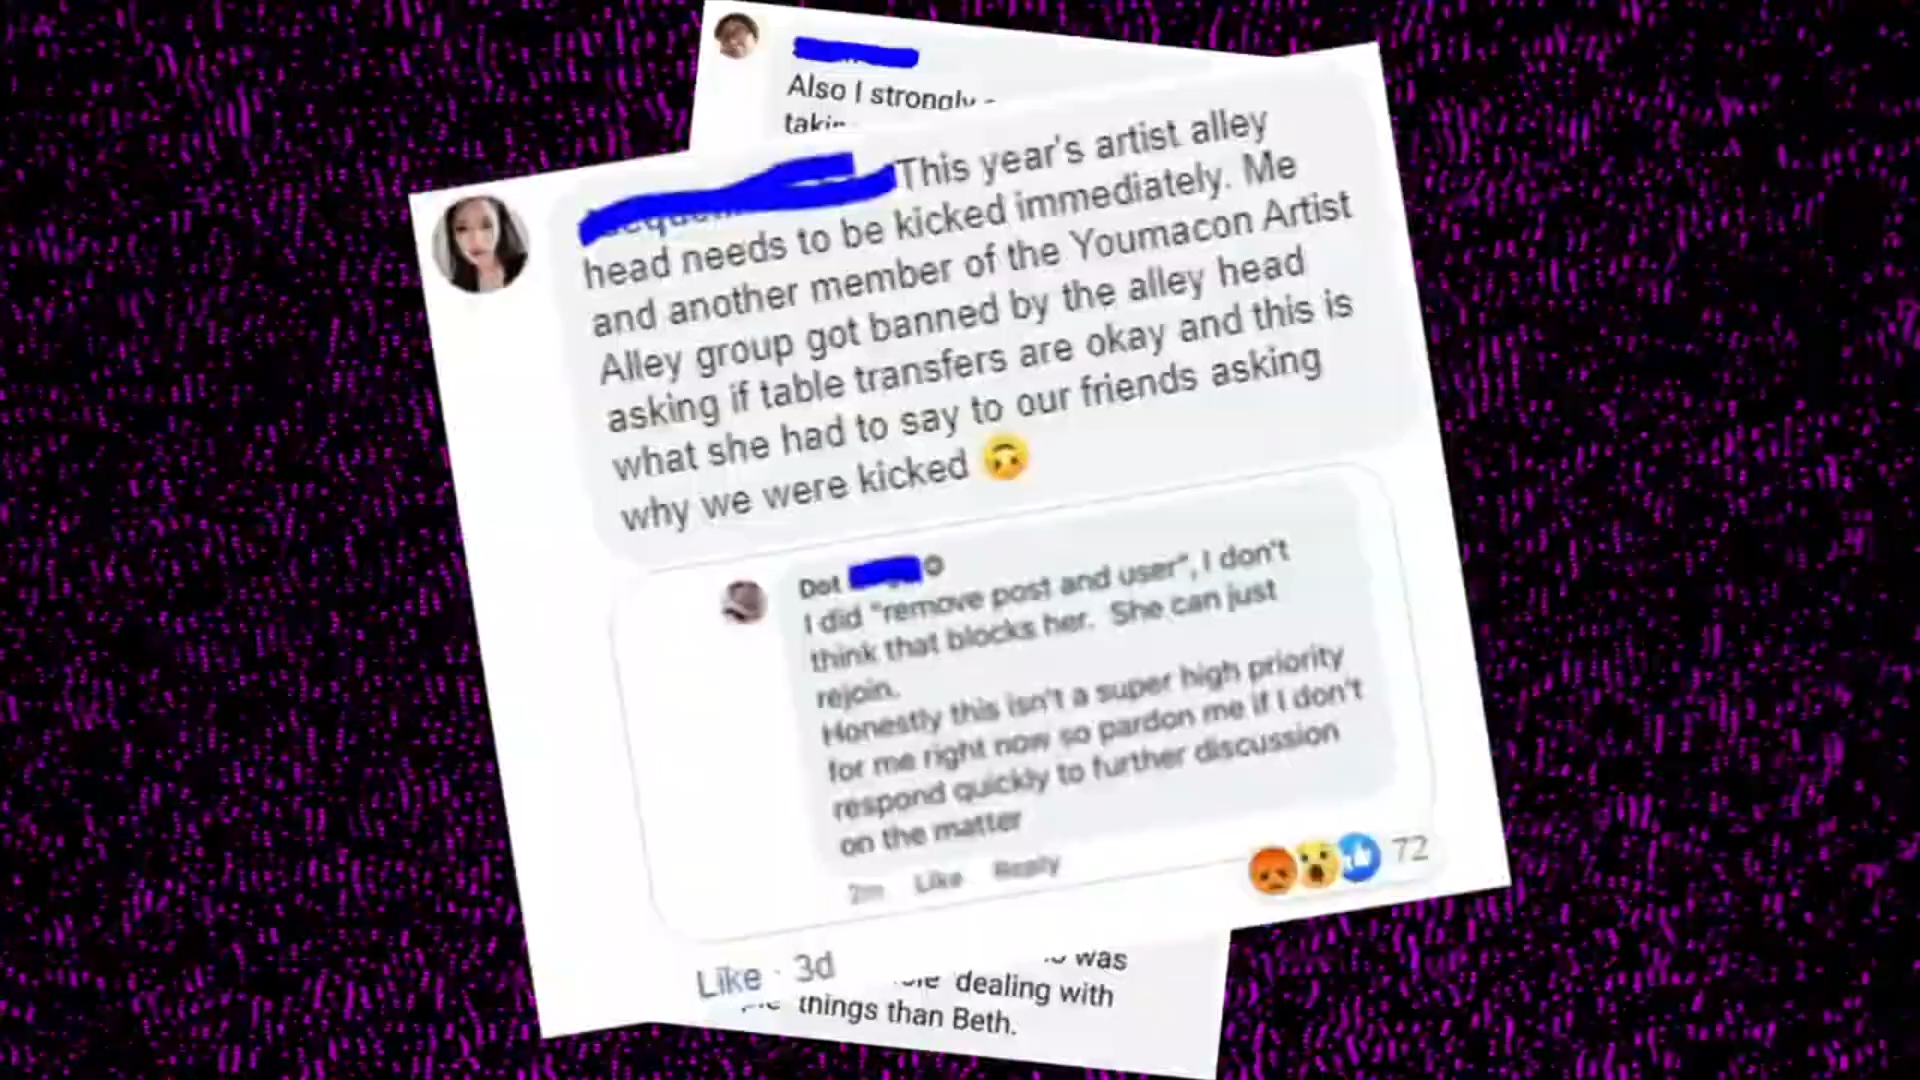 Also I strongly
This year's artist alley
head needs to be kicked immediately. Me
and another member of the Youmacon Artist
Alley group got banned by the alley head
asking if table transfers are okay and this is
what she had to say to our friends asking
why we were kicked 🙃
Dot
I did "remove post and user", I don't
think that blocks her. She can just
rejoin.
Honestly this isn't a super high priority
for me right now so pardon me if I don't
respond quickly to further discussion
on the matter
2m Like Reply
72
Like · 3d
was
dealing with
things than Beth.